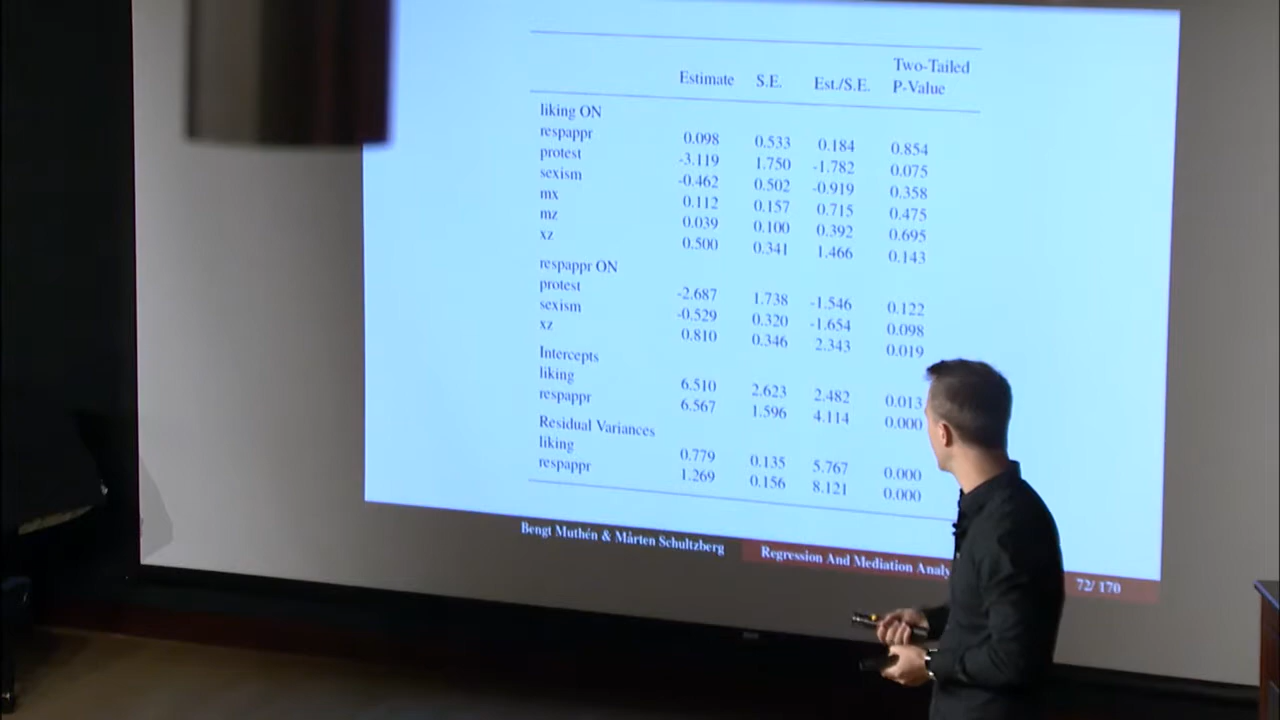 Estimate S.E. Est./S.E. Two-Tailed P-Value
liking ON
respappr 0.098 0.533 0.184 0.854
protest -3.119 1.750 -1.782 0.075
sexism -0.462 0.502 -0.919 0.358
mx 0.112 0.157 0.715 0.475
mz 0.039 0.100 0.392 0.695
xz 0.500 0.341 1.466 0.143
respappr ON
protest -2.687 1.738 -1.546 0.122
sexism -0.529 0.320 -1.654 0.098
xz 0.810 0.346 2.343 0.019
Intercepts
liking 6.510 2.623 2.482 0.013
respappr 6.567 1.596 4.114 0.000
Residual Variances
liking 0.779 0.135 5.767 0.000
respappr 1.269 0.156 8.121 0.000
Bengt Muthén & Mårten Schultzberg Regression And Mediation 72/ 170